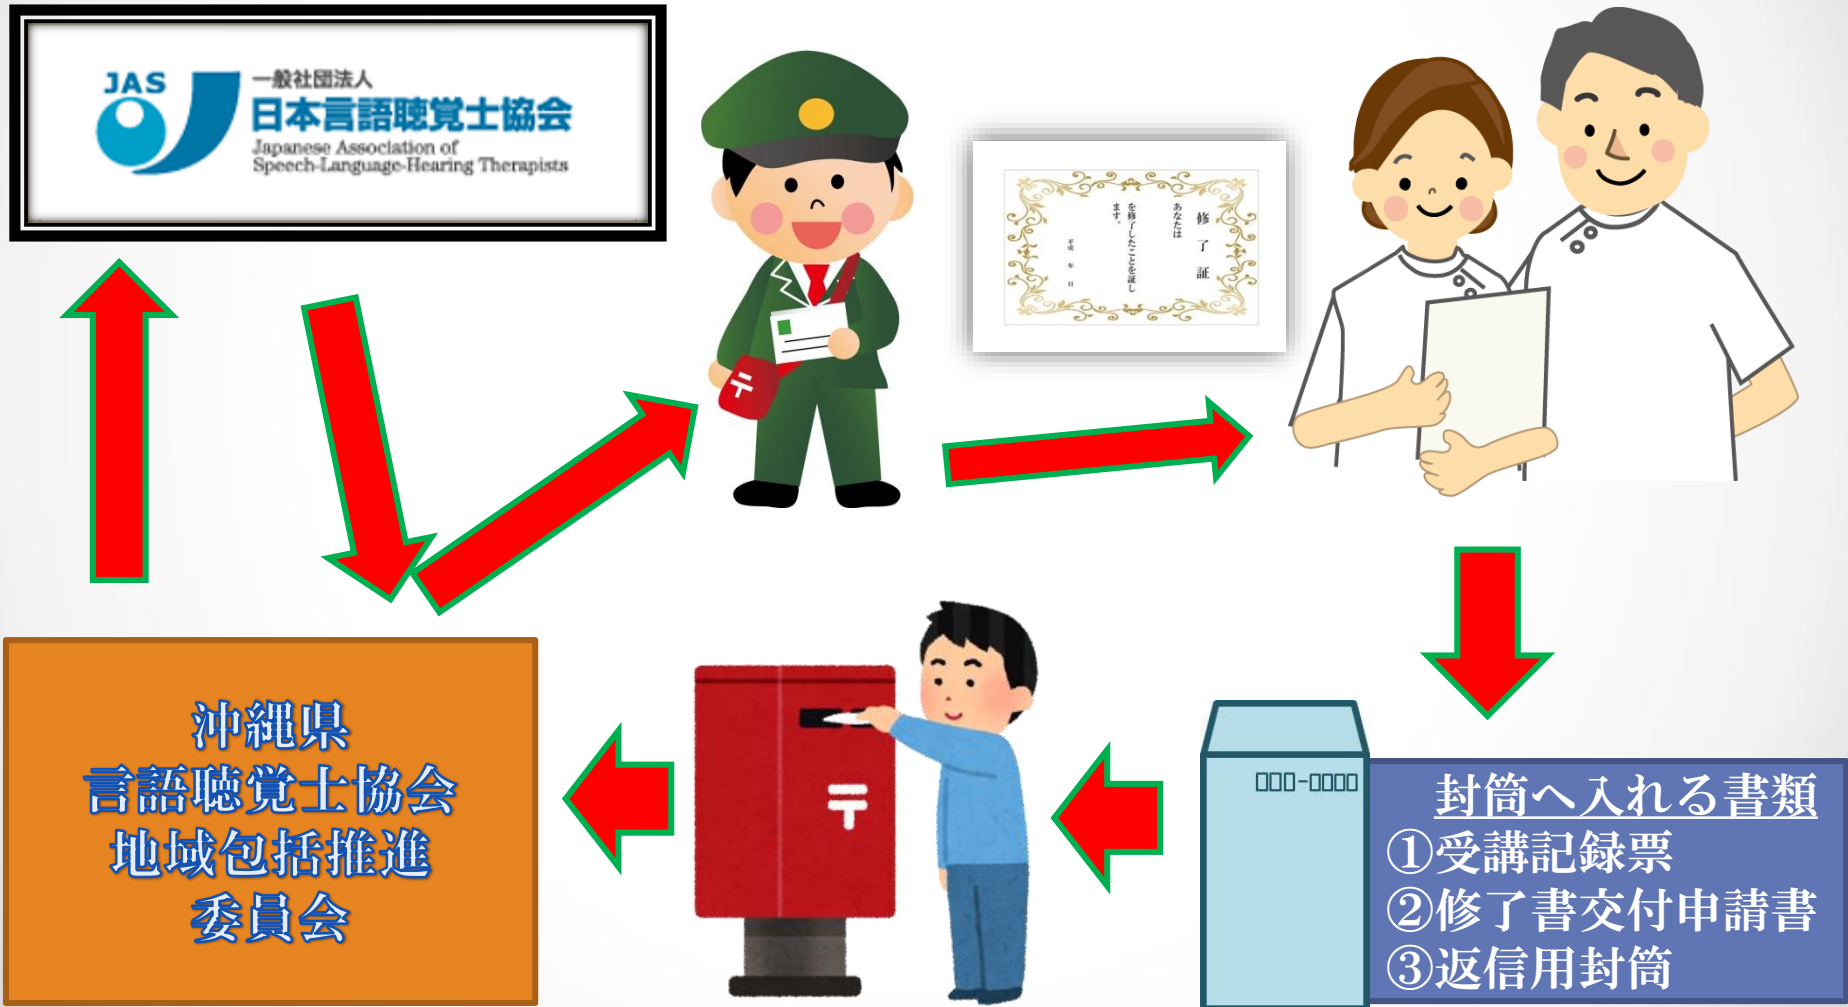 JAS
一般社団法人
日本言語聴覚士協会
Japanese Association of
Speech-Language-Hearing Therapists
修了証
あなたは
を修了したことを証し
ます。
平成 年 日
沖縄県
言語聴覚士協会
地域包括推進
委員会
封筒へ入れる書類
①受講記録票
②修了書交付申請書
③返信用封筒